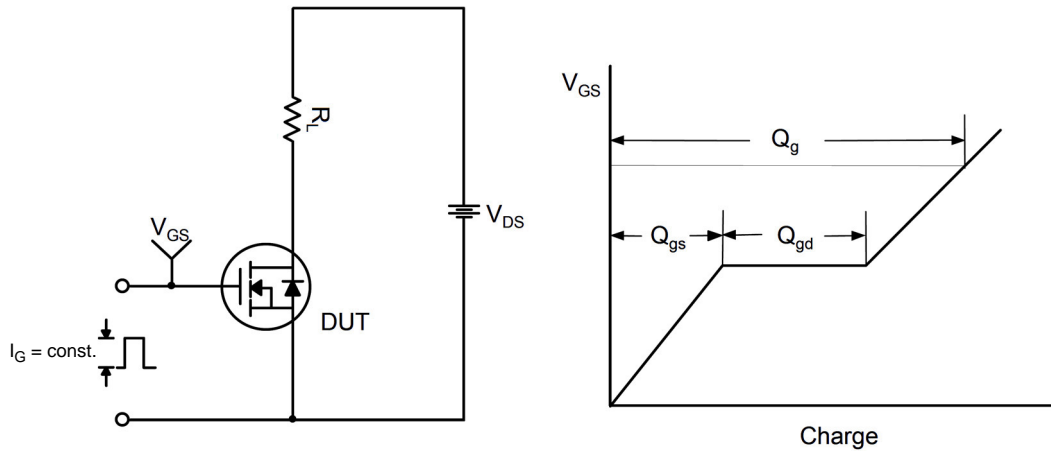 R_L
V_GS
V_DS
DUT
I_G = const.
V_GS
Q_g
Q_gs
Q_gd
Charge